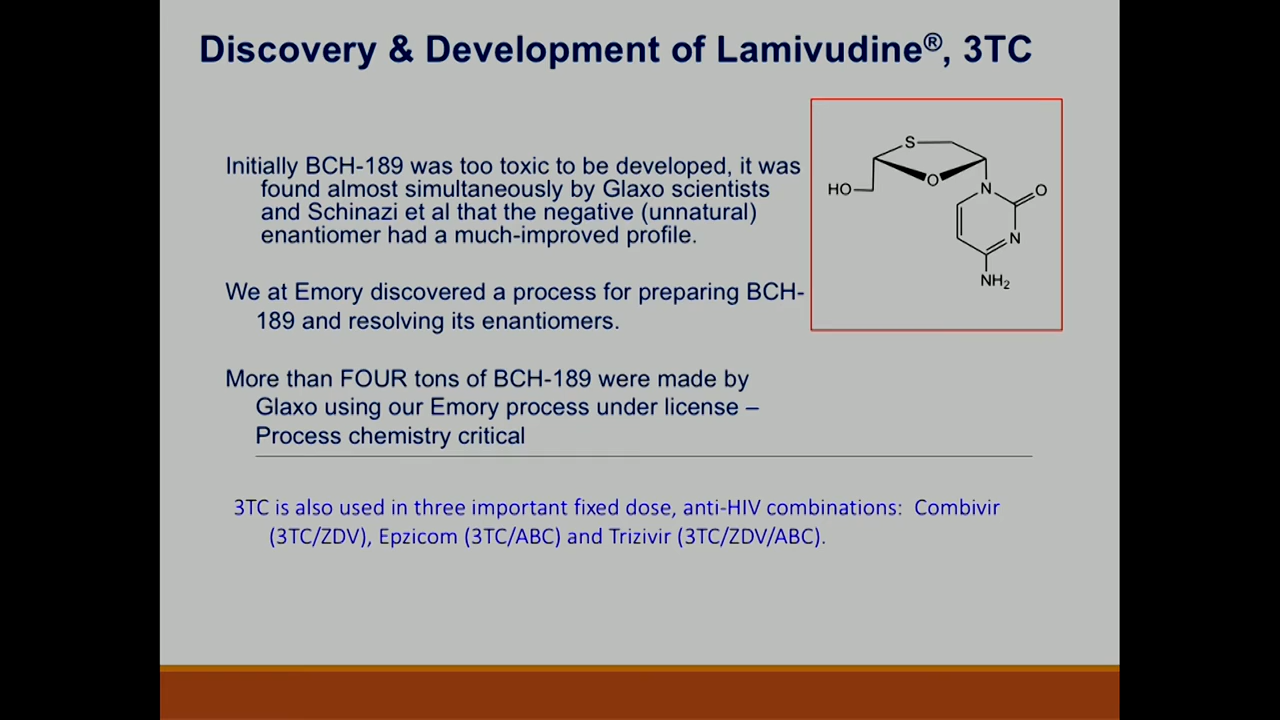 Discovery & Development of Lamivudine®, 3TC
Initially BCH-189 was too toxic to be developed, it was
found almost simultaneously by Glaxo scientists
and Schinazi et al that the negative (unnatural)
enantiomer had a much-improved profile.
We at Emory discovered a process for preparing BCH-
189 and resolving its enantiomers.
More than FOUR tons of BCH-189 were made by
Glaxo using our Emory process under license –
Process chemistry critical
S
O
HO
N
O
N
NH₂
3TC is also used in three important fixed dose, anti-HIV combinations: Combivir
(3TC/ZDV), Epzicom (3TC/ABC) and Trizivir (3TC/ZDV/ABC).